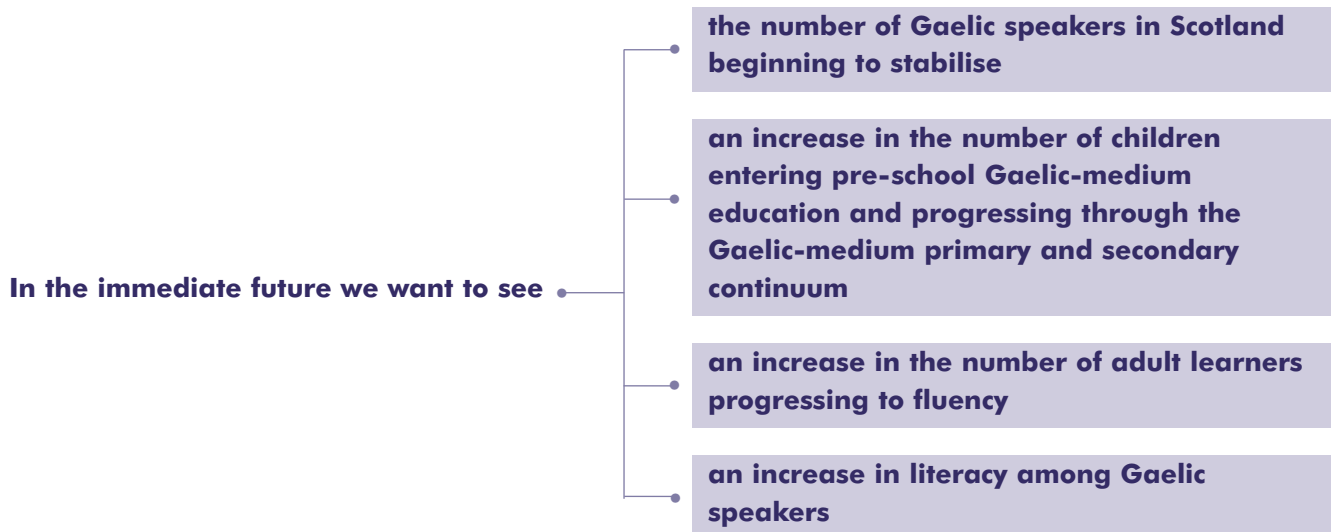 In the immediate future we want to see
the number of Gaelic speakers in Scotland
beginning to stabilise
an increase in the number of children
entering pre-school Gaelic-medium
education and progressing through the
Gaelic-medium primary and secondary
continuum
an increase in the number of adult learners
progressing to fluency
an increase in literacy among Gaelic
speakers